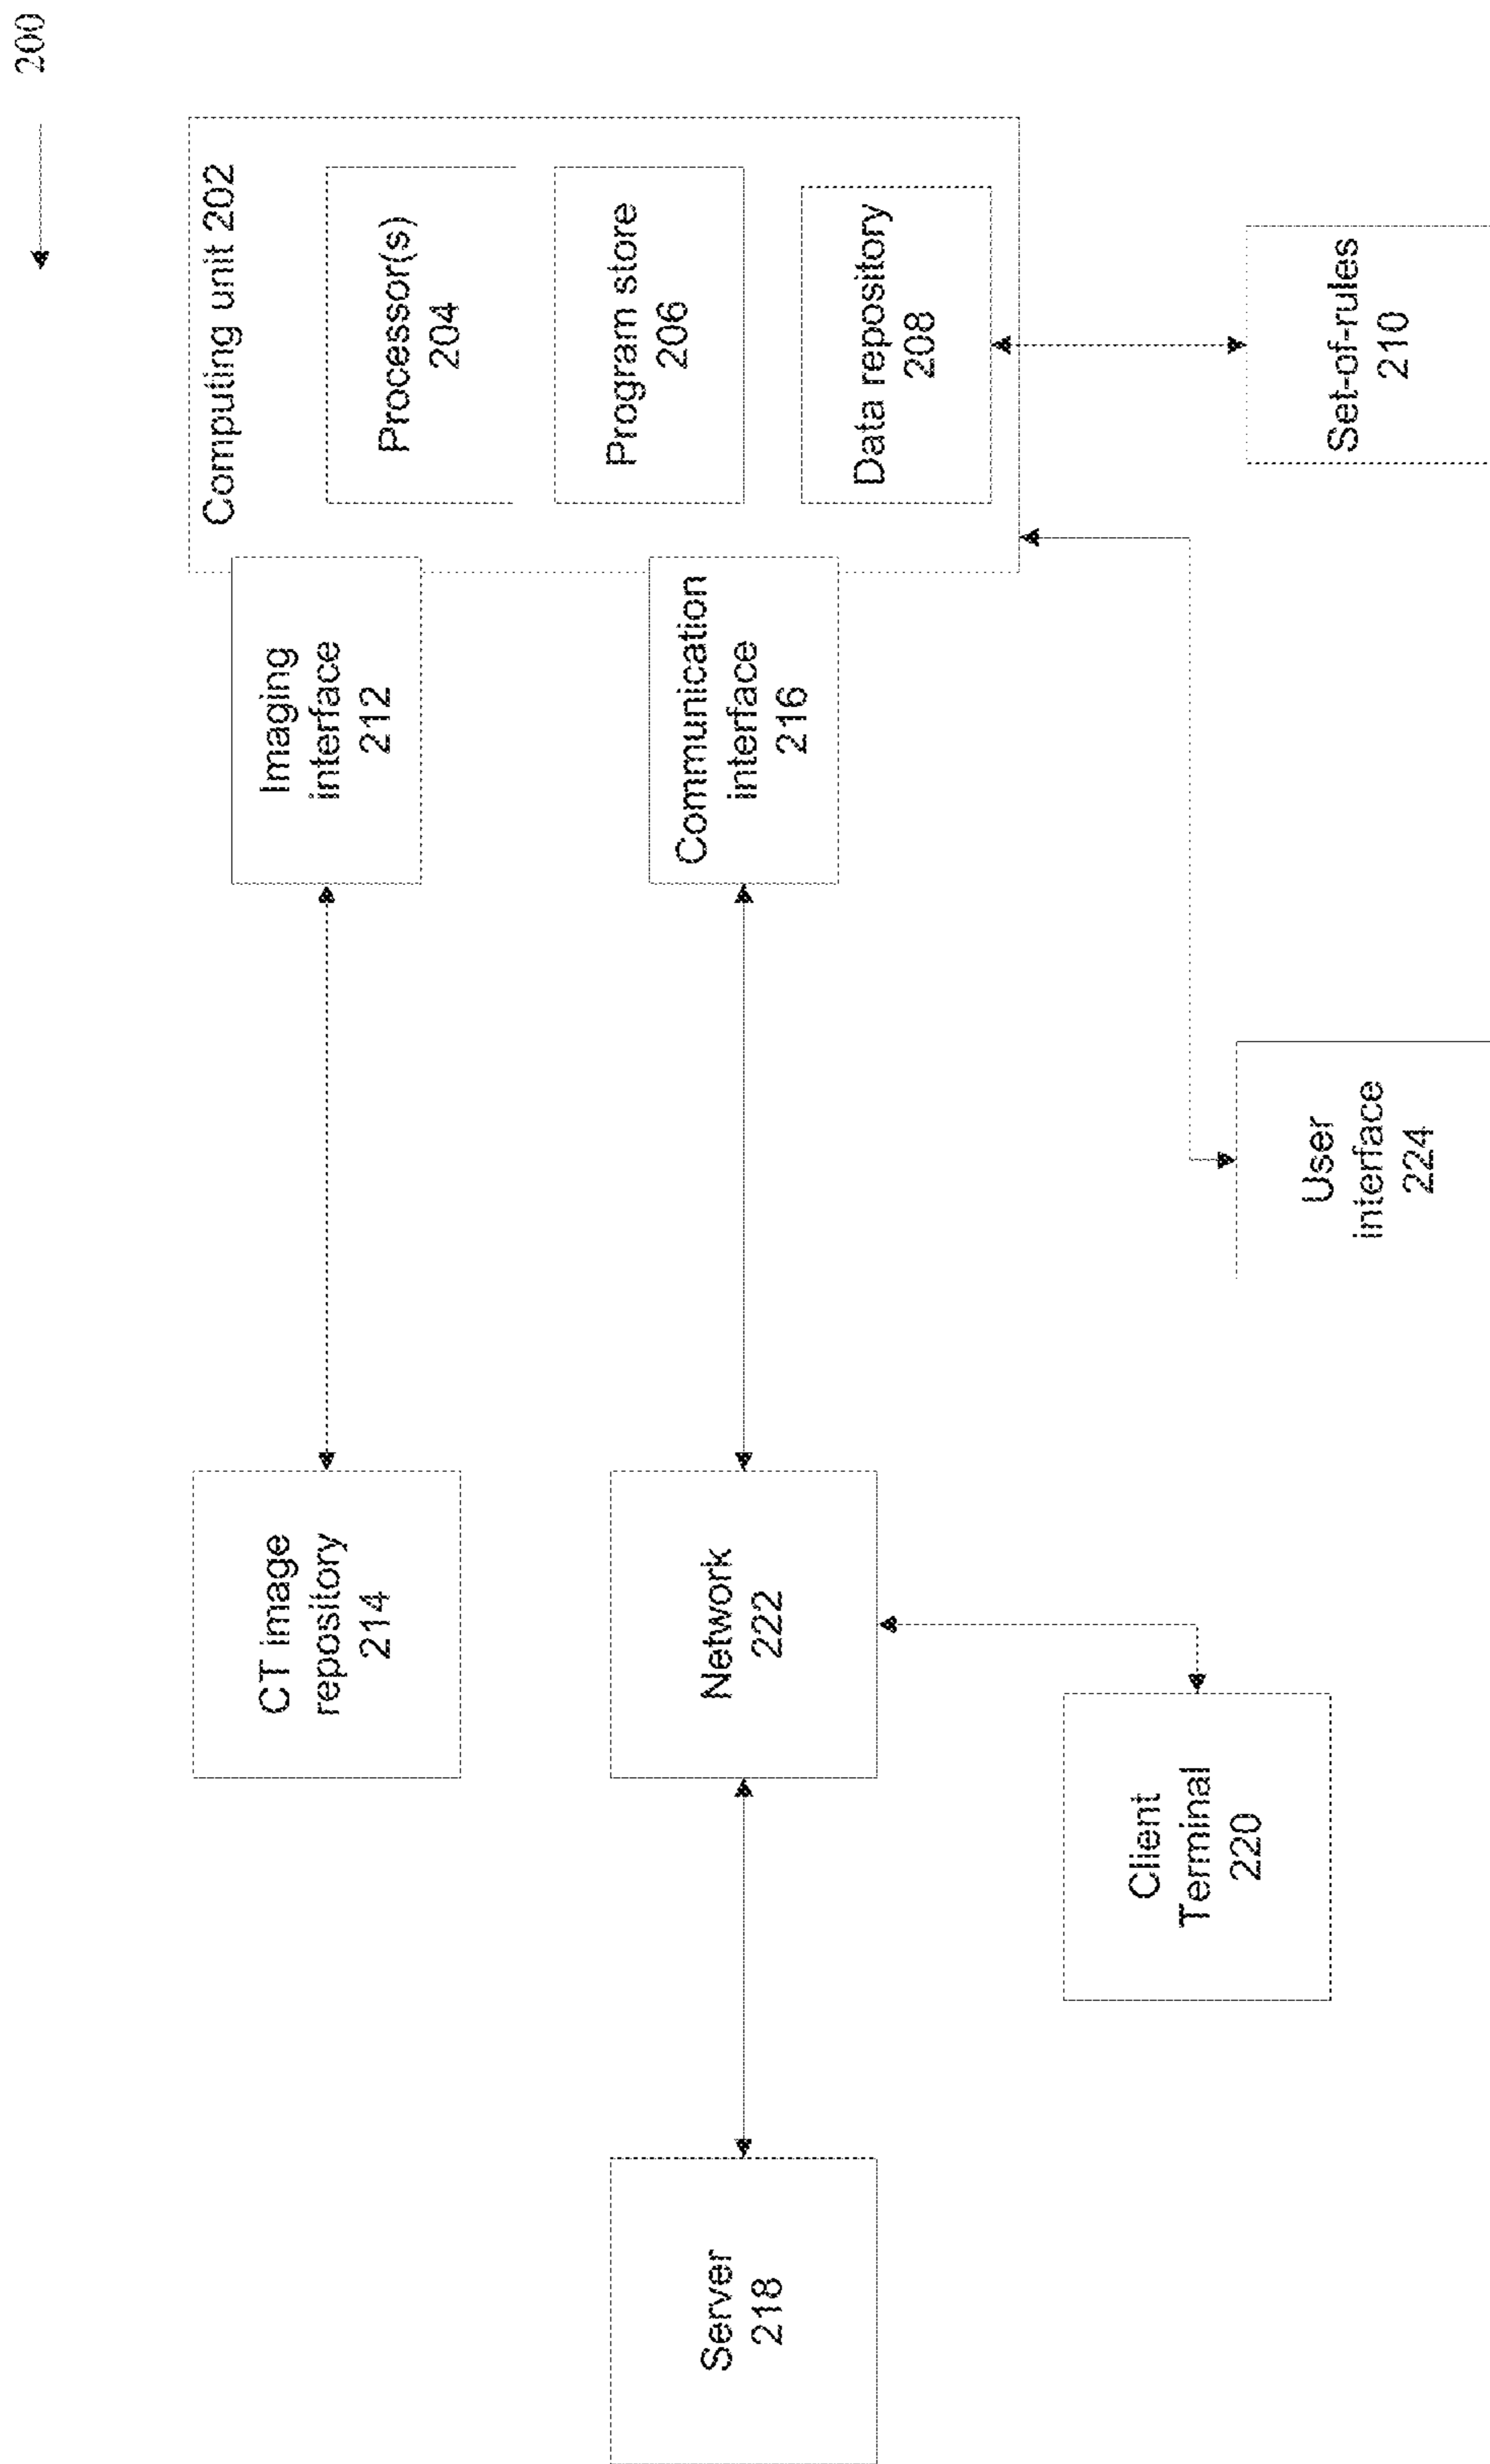 200
Computing unit 202
Processor(s)
204
Program store
206
Data repository
208
Set-of-rules
210
Imaging
interface
212
Communication
interface
216
CT image
repository
214
Network
222
User
interface
224
Client
Terminal
220
Server
218